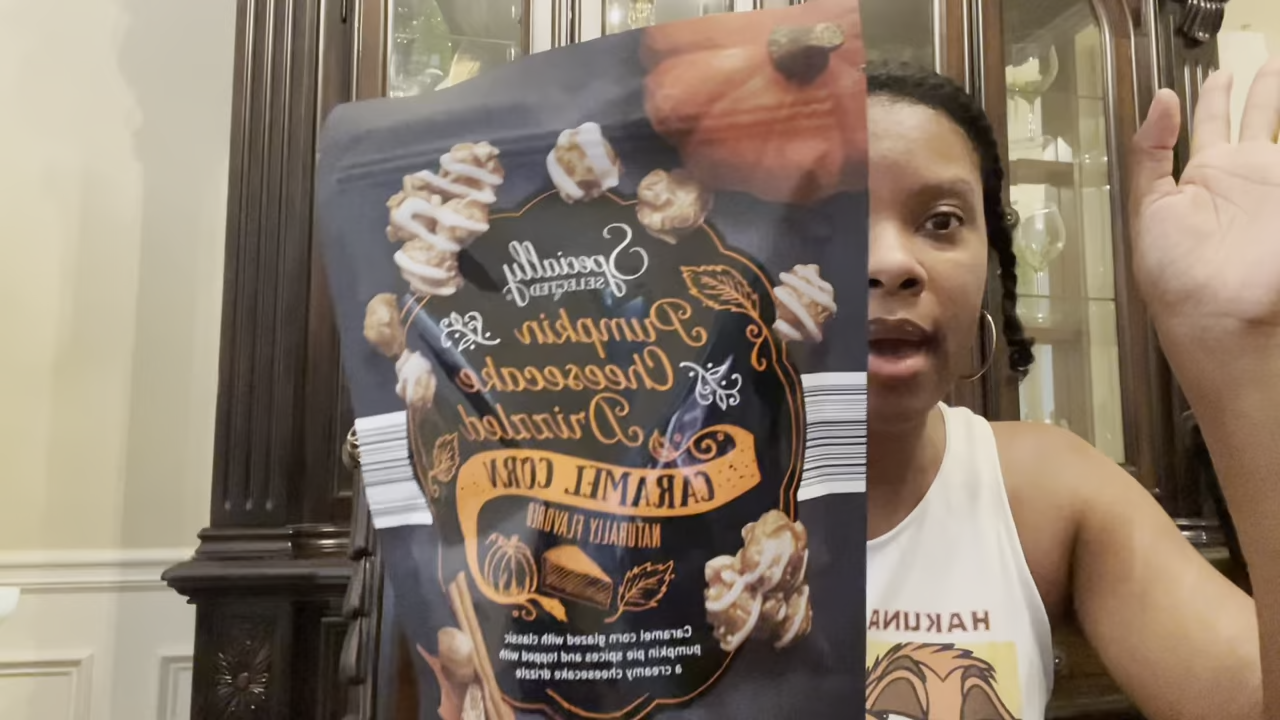 Specially
SELECTED
Pumpkin
Cheesecake
Drizzled
CARAMEL CORN
NATURALLY FLAVORED
Caramel corn glazed with classic
pumpkin pie spices and topped with
a creamy cheesecake drizzle
HAKUNA